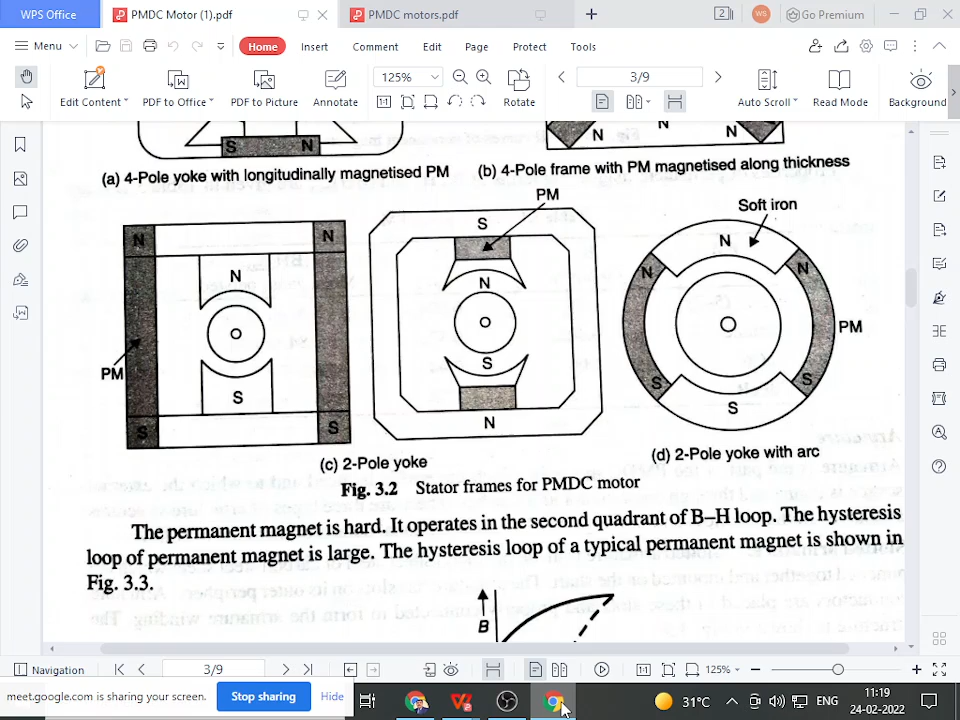 WPS Office
PMDC Motor (1).pdf
PMDC motors.pdf
2
WS
Go Premium
Menu
Home
Insert
Comment
Edit
Page
Protect
Tools
Edit Content
PDF to Office
PDF to Picture
Annotate
125%
Rotate
3/9
Auto Scroll
Read Mode
Background
S N
N N N
(a) 4-Pole yoke with longitudinally magnetised PM
(b) 4-Pole frame with PM magnetised along thickness
PM
Soft iron
N N
S
N
N
N
N
N
PM
PM
S
S
S
S
S
S
S
N
S
(c) 2-Pole yoke
(d) 2-Pole yoke with arc
Fig. 3.2 Stator frames for PMDC motor
The permanent magnet is hard. It operates in the second quadrant of B–H loop. The hysteresis
loop of permanent magnet is large. The hysteresis loop of a typical permanent magnet is shown in
Fig. 3.3.
B
Navigation
3/9
125%
meet.google.com is sharing your screen.
Stop sharing
Hide
31°C
ENG
11:19
24-02-2022